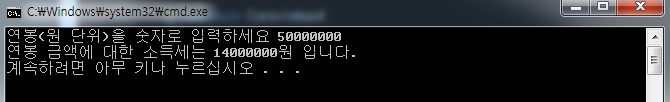 C:\Windows\system32\cmd.exe
연봉<원 단위>을 숫자로 입력하세요 50000000
연봉 금액에 대한 소득세는 14000000원 입니다.
계속하려면 아무 키나 누르십시오 . . .